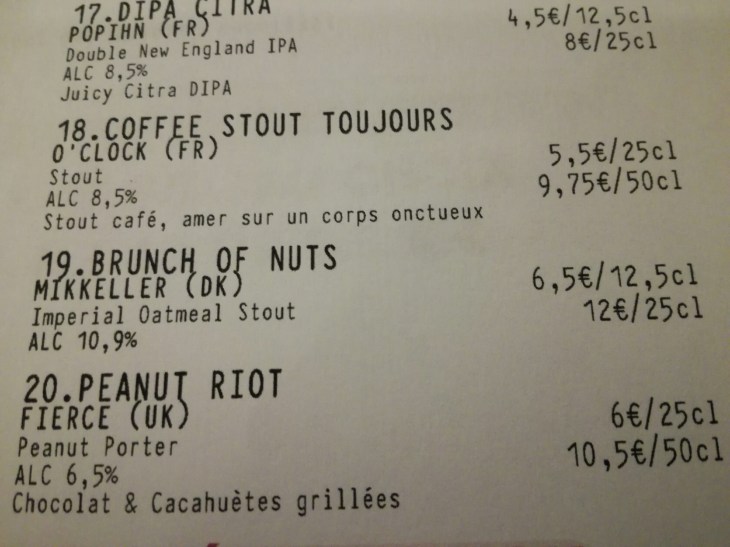 17.DIPA CITRA
POPIHN (FR)
4,5€/12,5cl
Double New England IPA
8€/25cl
ALC 8,5%
Juicy Citra DIPA
18.COFFEE STOUT TOUJOURS
O'CLOCK (FR)
5,5€/25cl
Stout
9,75€/50cl
ALC 8,5%
Stout café, amer sur un corps onctueux
19.BRUNCH OF NUTS
MIKKELLER (DK)
6,5€/12,5cl
Imperial Oatmeal Stout
12€/25cl
ALC 10,9%
20.PEANUT RIOT
FIERCE (UK)
6€/25cl
Peanut Porter
10,5€/50cl
ALC 6,5%
Chocolat & Cacahuètes grillées